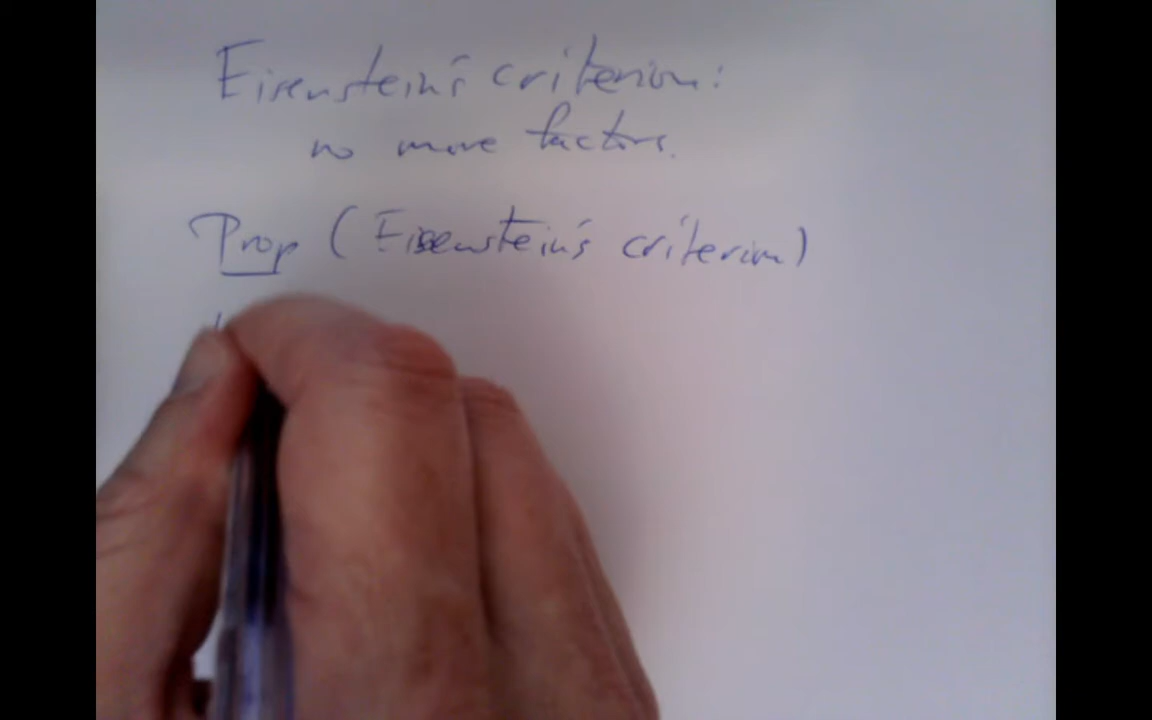 Eisenstein's criterion:
no more factors.
Prop (Eisenstein's criterion)